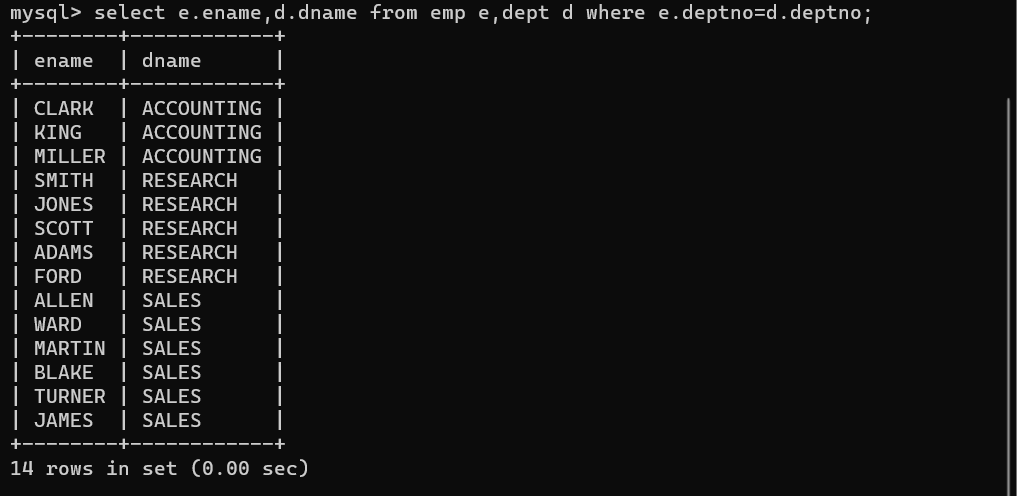 mysql> select e.ename,d.dname from emp e,dept d where e.deptno=d.deptno;
+--------+------------+
| ename  | dname      |
+--------+------------+
| CLARK  | ACCOUNTING |
| KING   | ACCOUNTING |
| MILLER | ACCOUNTING |
| SMITH  | RESEARCH   |
| JONES  | RESEARCH   |
| SCOTT  | RESEARCH   |
| ADAMS  | RESEARCH   |
| FORD   | RESEARCH   |
| ALLEN  | SALES      |
| WARD   | SALES      |
| MARTIN | SALES      |
| BLAKE  | SALES      |
| TURNER | SALES      |
| JAMES  | SALES      |
+--------+------------+
14 rows in set (0.00 sec)